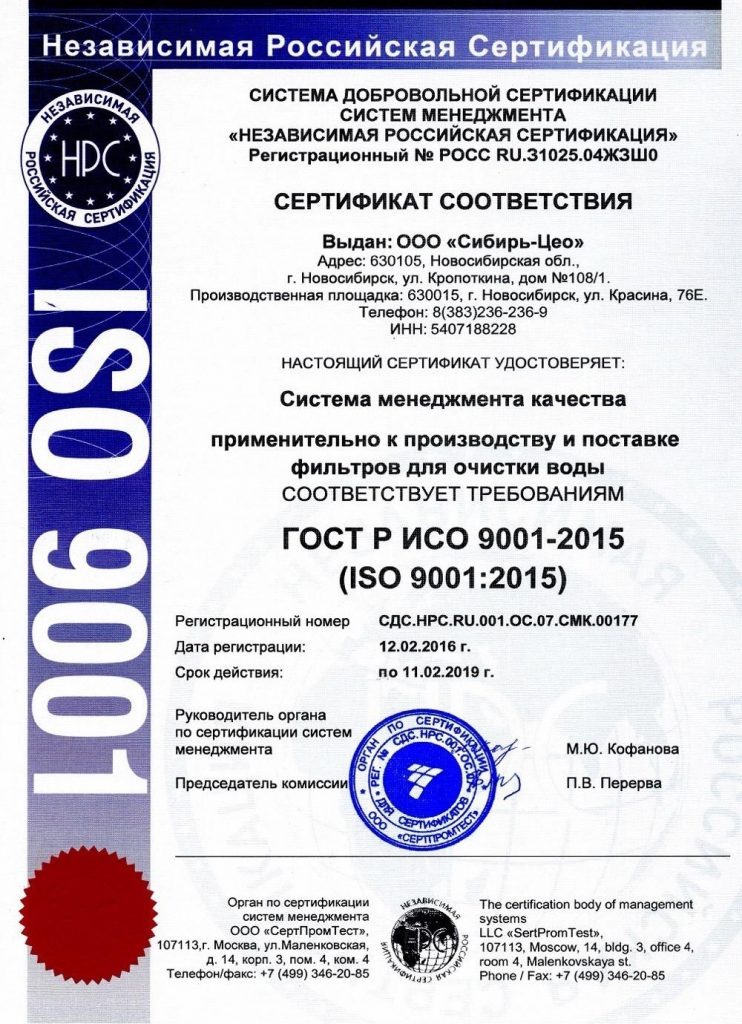 Независимая Российская Сертификация
СИСТЕМА ДОБРОВОЛЬНОЙ СЕРТИФИКАЦИИ
СИСТЕМ МЕНЕДЖМЕНТА
«НЕЗАВИСИМАЯ РОССИЙСКАЯ СЕРТИФИКАЦИЯ»
Регистрационный № РОСС RU.31025.04ЖЗШ0
НЕЗАВИСИМАЯ
НРС
РОССИЙСКАЯ СЕРТИФИКАЦИЯ
ISO 9001
СЕРТИФИКАТ СООТВЕТСТВИЯ
Выдан: ООО «Сибирь-Цео»
Адрес: 630105, Новосибирская обл.,
г. Новосибирск, ул. Кропоткина, дом №108/1.
Производственная площадка: 630015, г. Новосибирск, ул. Красина, 76Е.
Телефон: 8(383)236-236-9
ИНН: 5407188228
НАСТОЯЩИЙ СЕРТИФИКАТ УДОСТОВЕРЯЕТ:
Система менеджмента качества
применительно к производству и поставке
фильтров для очистки воды
СООТВЕТСТВУЕТ ТРЕБОВАНИЯМ
ГОСТ Р ИСО 9001-2015
(ISO 9001:2015)
Регистрационный номер СДС.НРС.RU.001.ОС.07.СМК.00177
Дата регистрации: 12.02.2016 г.
Срок действия: по 11.02.2019 г.
Руководитель органа
по сертификации систем
менеджмента М.Ю. Кофанова
Председатель комиссии П.В. Перерва
ОРГАН ПО СЕРТИФИКАЦИИ
РЕГ. № СДС.НРС.001.ОС.07
ДЛЯ СЕРТИФИКАТОВ
ООО «СЕРТПРОМТЕСТ»
Орган по сертификации
систем менеджмента
ООО «СертПромТест»,
107113,г. Москва, ул.Маленковская,
д. 14, корп. 3, пом. 4, ком. 4
Телефон/факс: +7 (499) 346-20-85
НЕЗАВИСИМАЯ
НРС
РОССИЙСКАЯ СЕРТИФИКАЦИЯ
The certification body of management
systems
LLC «SertPromTest»,
107113, Moscow, 14, bldg. 3, office 4,
room 4, Malenkovskaya st.
Phone / Fax: +7 (499) 346-20-85